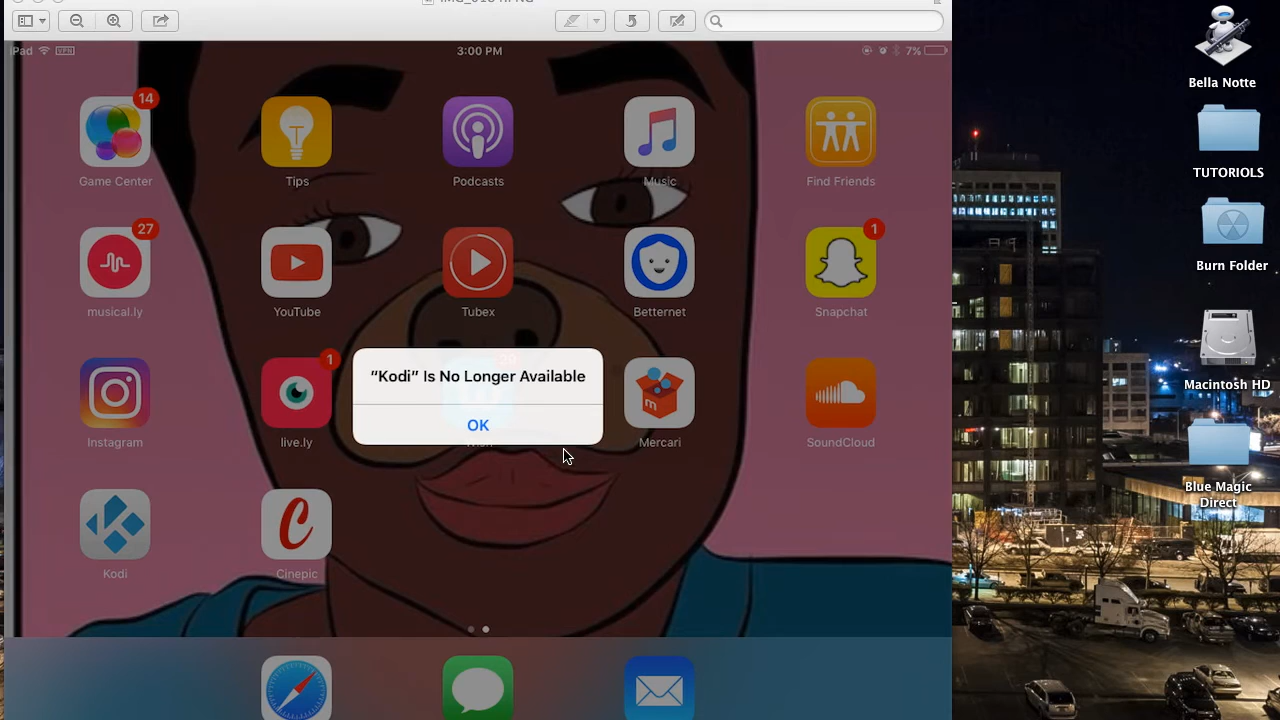 iPad VPN
3:00 PM
7%
14
Game Center
Tips
Podcasts
Music
Find Friends
27
musical.ly
YouTube
Tubex
Betternet
1
Snapchat
Instagram
1
live.ly
"Kodi" Is No Longer Available
OK
m
Mercari
SoundCloud
Kodi
C
Cinepic
Bella Notte
TUTORIOLS
Burn Folder
Macintosh HD
Blue Magic
Direct